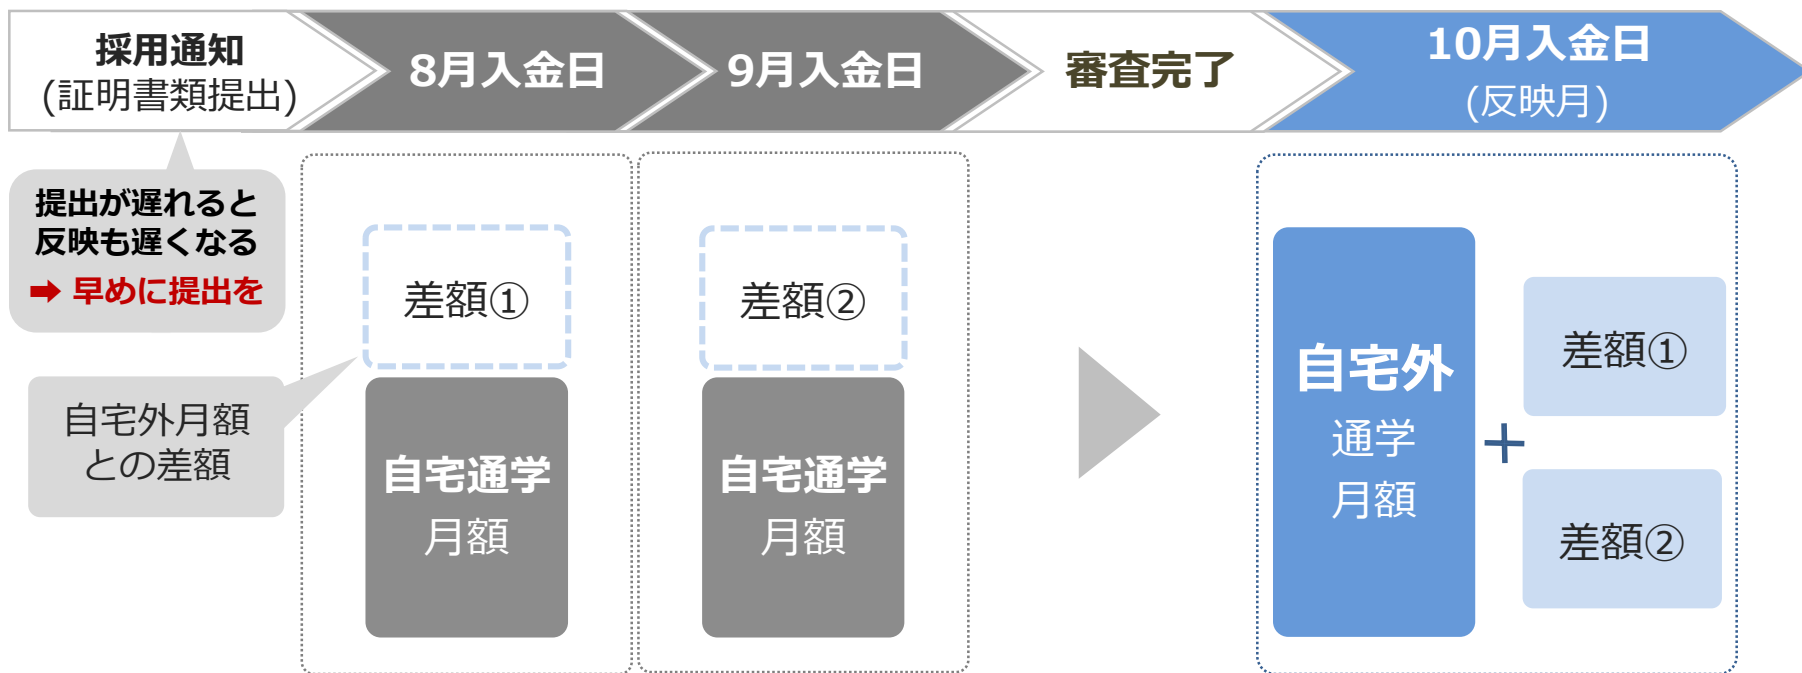 採用通知
(証明書類提出)
8月入金日
9月入金日
審査完了
10月入金日
(反映月)
提出が遅れると
反映も遅くなる
➡ 早めに提出を
自宅外月額
との差額
差額①
自宅通学
月額
差額②
自宅通学
月額
自宅外
通学
月額
+
差額①
差額②